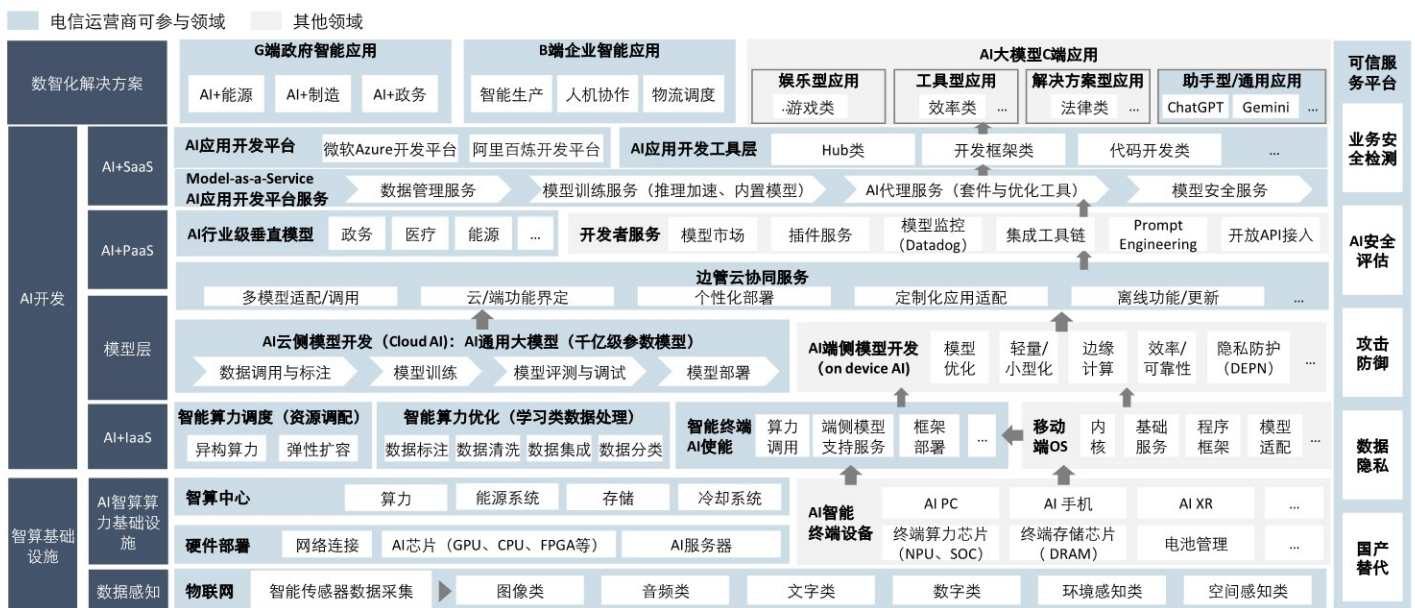 电信运营商可参与领域 其他领域
数智化解决方案
G端政府智能应用
AI+能源 AI+制造 AI+政务
B端企业智能应用
智能生产 人机协作 物流调度
AI大模型C端应用
娱乐型应用
..游戏类
工具型应用
效率类 ...
解决方案型应用
法律类 ...
助手型/通用应用
ChatGPT Gemini ...
可信服
务平台
业务安
全检测
AI安全
评估
攻击
防御
数据
隐私
国产
替代
AI开发
AI+SaaS
AI应用开发平台 微软Azure开发平台 阿里百炼开发平台
AI应用开发工具层 Hub类 开发框架类 代码开发类 ...
Model-as-a-Service
AI应用开发平台服务
数据管理服务 模型训练服务（推理加速、内置模型） AI代理服务（套件与优化工具） 模型安全服务
AI+PaaS
AI行业级垂直模型 政务 医疗 能源 ...
开发者服务 模型市场 插件服务
模型监控
（Datadog）
集成工具链
Prompt
Engineering
开放API接入
边管云协同服务
多模型适配/调用 云/端功能界定 个性化部署 定制化应用适配 离线功能/更新 ...
模型层
AI云侧模型开发（Cloud AI）：AI通用大模型（千亿级参数模型）
数据调用与标注 模型训练 模型评测与调试 模型部署
AI端侧模型开发
（on device AI)
模型
优化
轻量/
小型化
边缘
计算
效率/
可靠性
隐私防护
（DEPN）
...
AI+IaaS
智能算力调度（资源调配）
异构算力 弹性扩容
智能算力优化（学习类数据处理）
数据标注 数据清洗 数据集成 数据分类
智能终端
AI使能
算力
调用
端侧模型
支持服务
框架
部署
...
移动
端OS
内
核
基础
服务
程序
框架
模型
适配
...
智算基础
设施
AI智算算
力基础设
施
智算中心 算力 能源系统 存储 冷却系统
硬件部署 网络连接 AI芯片（GPU、CPU、FPGA等） AI服务器
AI智能
终端设备
AI PC AI 手机 AI XR ...
终端算力芯片
（NPU、SOC）
终端存储芯片
（ DRAM）
电池管理 ...
数据感知
物联网 智能传感器数据采集 图像类 音频类 文字类 数字类 环境感知类 空间感知类